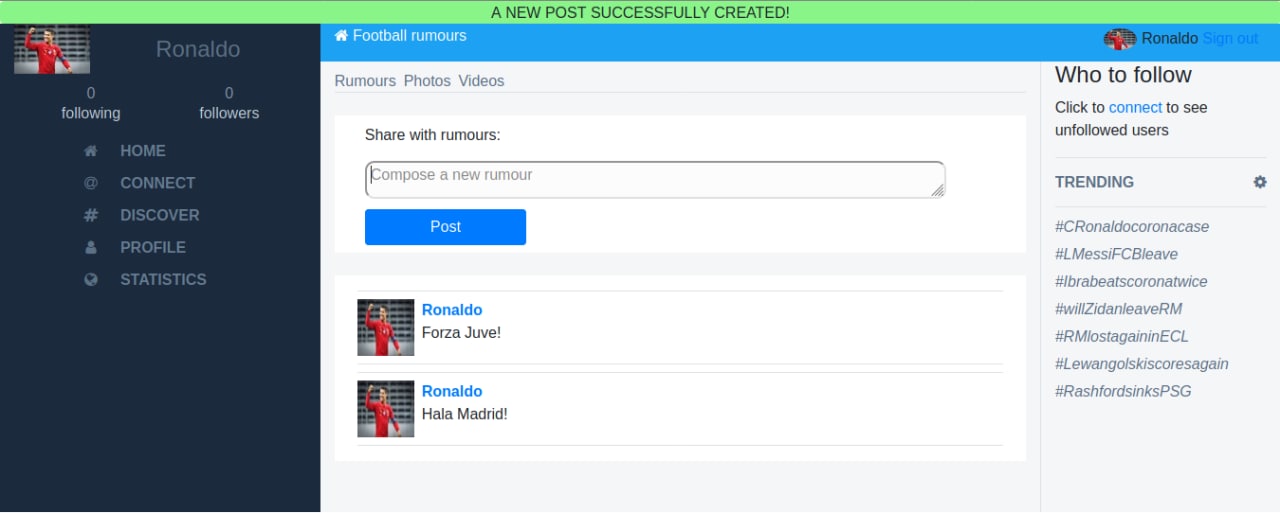 A NEW POST SUCCESSFULLY CREATED!
Ronaldo
0 0
following followers
HOME
@ CONNECT
# DISCOVER
PROFILE
STATISTICS
Football rumours
Ronaldo Sign out
Rumours Photos Videos
Share with rumours:
Compose a new rumour
Post
Ronaldo
Forza Juve!
Ronaldo
Hala Madrid!
Who to follow
Click to connect to see
unfollowed users
TRENDING
#CRonaldocoronacase
#LMessiFCBleave
#Ibrabeatscoronatwice
#willZidanleaveRM
#RMlostagaininECL
#Lewangolskiscoresagain
#RashfordsinksPSG